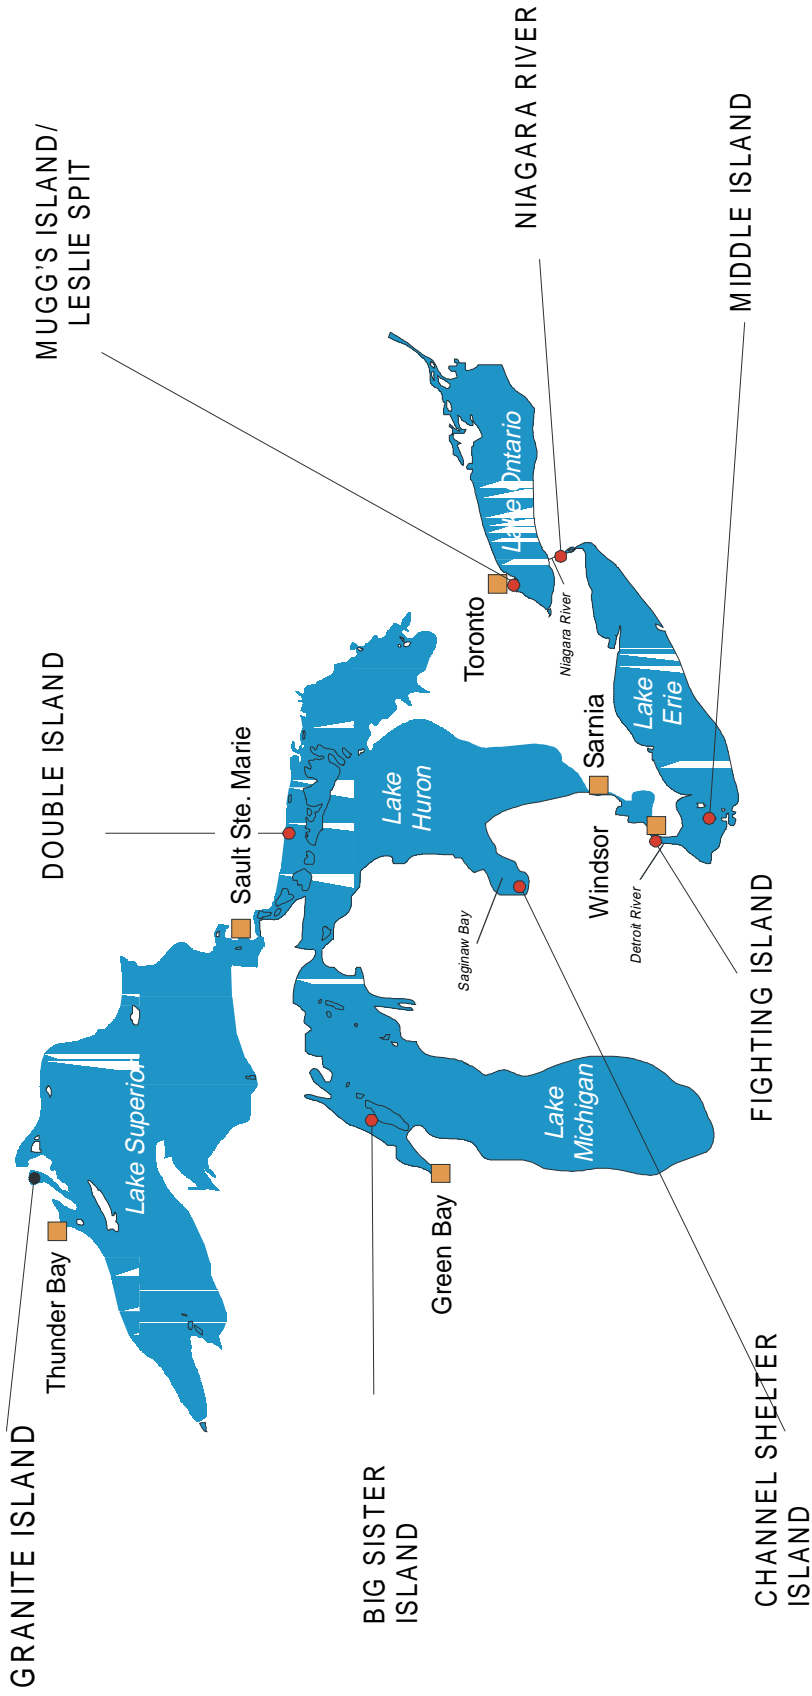 GRANITE ISLAND
Thunder Bay
Lake Superior
DOUBLE ISLAND
Sault Ste. Marie
MUGG'S ISLAND/
LESLIE SPIT
BIG SISTER
ISLAND
Green Bay
Lake
Michigan
Lake
Huron
Saginaw Bay
Toronto
Lake Ontario
NIAGARA RIVER
Niagara River
Sarnia
Windsor
Detroit River
Lake
Erie
MIDDLE ISLAND
FIGHTING ISLAND
CHANNEL SHELTER
ISLAND